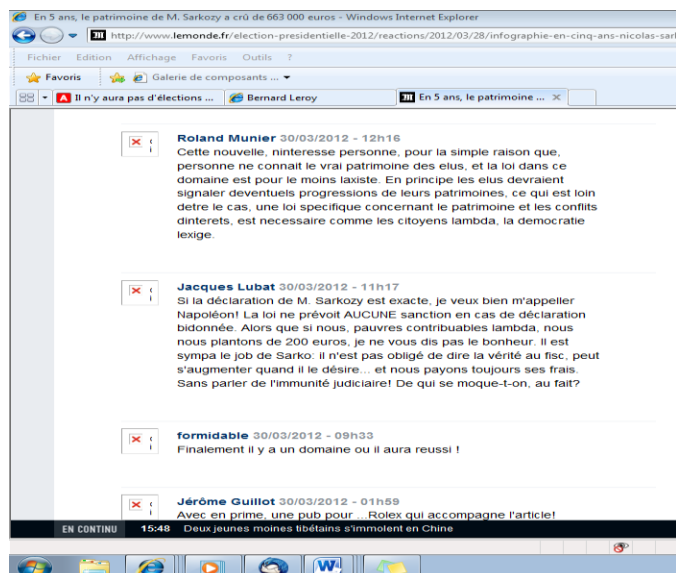 En 5 ans, le patrimoine de M. Sarkozy a crû de 663 000 euros - Windows Internet Explorer
http://www.lemonde.fr/election-presidentielle-2012/reactions/2012/03/28/infographie-en-cinq-ans-nicolas-sarl
Fichier Edition Affichage Favoris Outils ?
Favoris Galerie de composants ...
Il n'y aura pas d'élections ... Bernard Leroy En 5 ans, le patrimoine ...
Roland Munier 30/03/2012 - 12h16
Cette nouvelle, ninteresse personne, pour la simple raison que,
personne ne connait le vrai patrimoine des elus, et la loi dans ce
domaine est pour le moins laxiste. En principe les elus devraient
signaler deventuels progressions de leurs patrimoines, ce qui est loin
detre le cas, une loi specifique concernant le patrimoine et les conflits
dinterets, est necessaire comme les citoyens lambda, la democratie
lexige.
Jacques Lubat 30/03/2012 - 11h17
Si la déclaration de M. Sarkozy est exacte, je veux bien m'appeller
Napoléon! La loi ne prévoit AUCUNE sanction en cas de déclaration
bidonnée. Alors que si nous, pauvres contribuables lambda, nous
nous plantons de 200 euros, je ne vous dis pas le bonheur. Il est
sympa le job de Sarko: il n'est pas obligé de dire la vérité au fisc, peut
s'augmenter quand il le désire... et nous payons toujours ses frais.
Sans parler de l'immunité judiciaire! De qui se moque-t-on, au fait?
formidable 30/03/2012 - 09h33
Finalement il y a un domaine ou il aura reussi !
Jérôme Guillot 30/03/2012 - 01h59
Avec en prime, une pub pour ...Rolex qui accompagne l'article!
EN CONTINU 15:48 Deux jeunes moines tibétains s'immolent en Chine